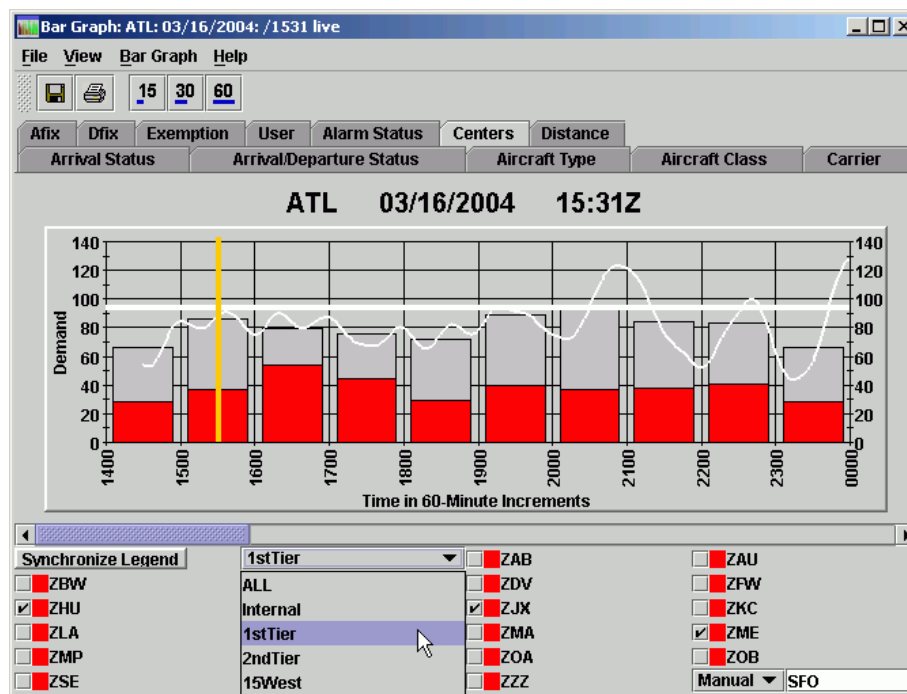 Bar Graph: ATL: 03/16/2004: /1531 live
File View Bar Graph Help
15 30 60
Afix Dfix Exemption User Alarm Status Centers Distance
Arrival Status Arrival/Departure Status Aircraft Type Aircraft Class Carrier
ATL 03/16/2004 15:31Z
Demand
140 140
120 120
100 100
80 80
60 60
40 40
20 20
0 0
1400 1500 1600 1700 1800 1900 2000 2100 2200 2300 0000
Time in 60-Minute Increments
Synchronize Legend 1stTier ZAB ZAU
ZBW ALL ZDV ZFW
ZHU Internal ZJX ZKC
ZLA 1stTier ZMA ZME
ZMP 2ndTier ZOA ZOB
ZSE 15West ZZZ Manual SFO